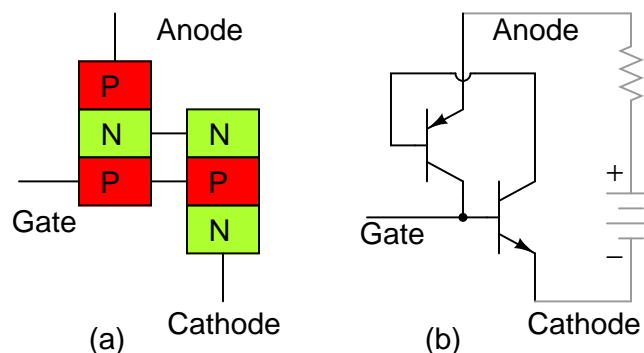 Anode
P
N
P
N
P
N
Gate
Cathode
(a)
Anode
+
Gate
−
Cathode
(b)